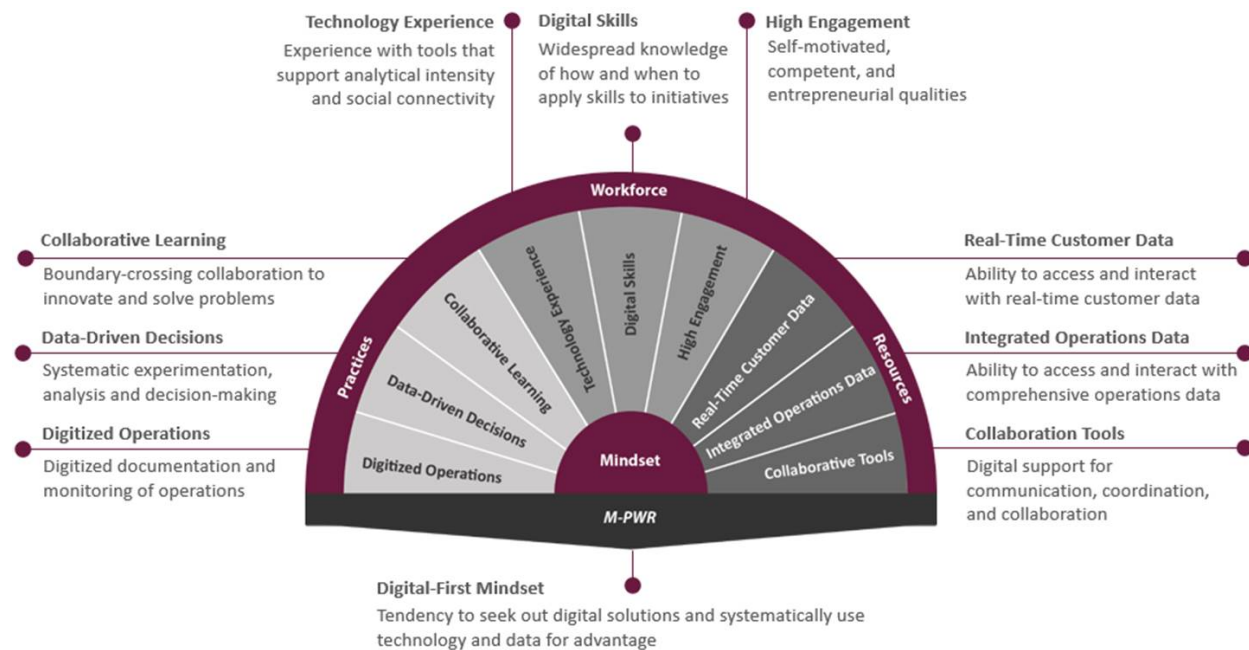 Technology Experience
Experience with tools that
support analytical intensity
and social connectivity
Digital Skills
Widespread knowledge
of how and when to
apply skills to initiatives
High Engagement
Self-motivated,
competent, and
entrepreneurial qualities
Collaborative Learning
Boundary-crossing collaboration to
innovate and solve problems
Data-Driven Decisions
Systematic experimentation,
analysis and decision-making
Digitized Operations
Digitized documentation and
monitoring of operations
Workforce
Practices
Resources
Digitized Operations
Data-Driven Decisions
Collaborative Learning
Technology Experience
Digital Skills
High Engagement
Real-Time Customer Data
Integrated Operations Data
Collaborative Tools
Mindset
M-PWR
Real-Time Customer Data
Ability to access and interact
with real-time customer data
Integrated Operations Data
Ability to access and interact with
comprehensive operations data
Collaboration Tools
Digital support for
communication, coordination,
and collaboration
Digital-First Mindset
Tendency to seek out digital solutions and systematically use
technology and data for advantage